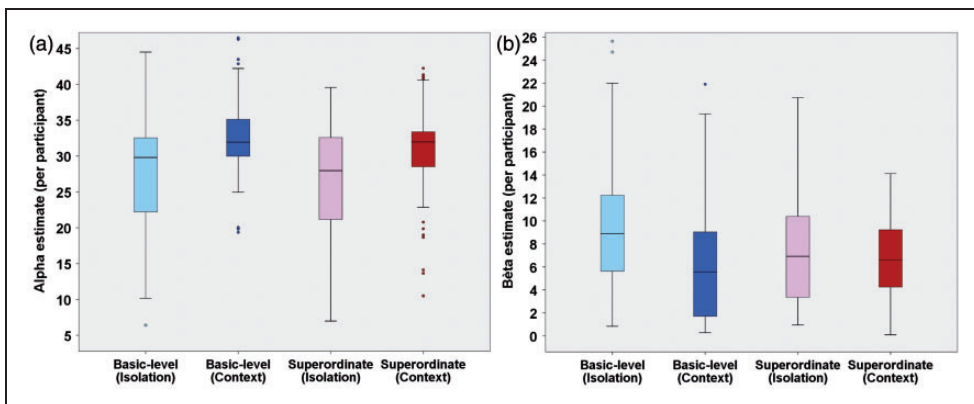 (a)
Alpha estimate (per participant)
45
40
35
30
25
20
15
10
5
Basic-level
(Isolation)
Basic-level
(Context)
Superordinate
(Isolation)
Superordinate
(Context)
(b)
Bèta estimate (per participant)
26
24
22
20
18
16
14
12
10
8
6
4
2
0
Basic-level
(Isolation)
Basic-level
(Context)
Superordinate
(Isolation)
Superordinate
(Context)